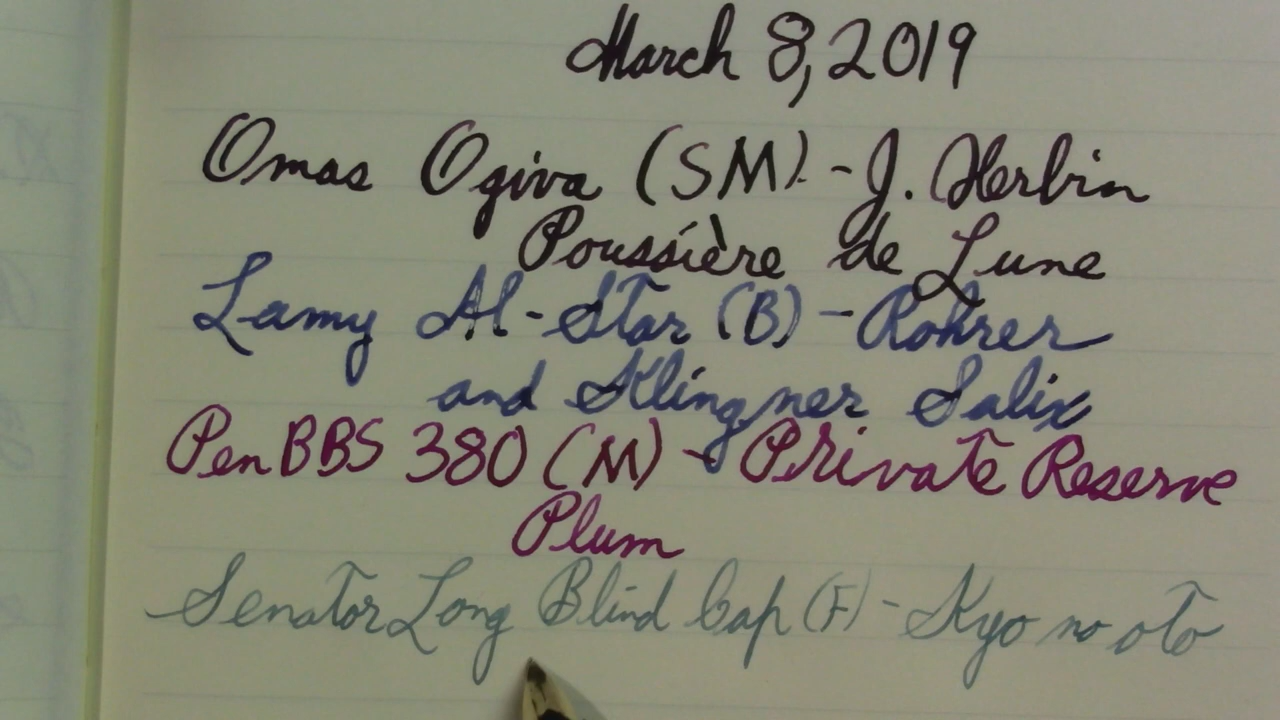 March 8, 2019
Omas Ogiva (SM) - J. Herbin
Poussière de Lune
Lamy Al-Star (B) - Rohrer
and Klingner Salix
PenBBS 380 (M) - Private Reserve
Plum
Senator Long Blind Cap (F) - Kyo no oto